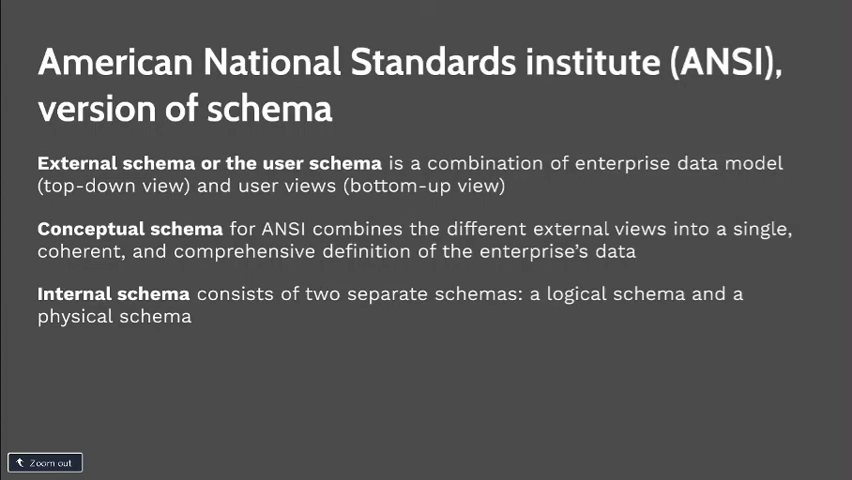 American National Standards institute (ANSI),
version of schema
External schema or the user schema is a combination of enterprise data model
(top-down view) and user views (bottom-up view)
Conceptual schema for ANSI combines the different external views into a single,
coherent, and comprehensive definition of the enterprise's data
Internal schema consists of two separate schemas: a logical schema and a
physical schema
Zoom out